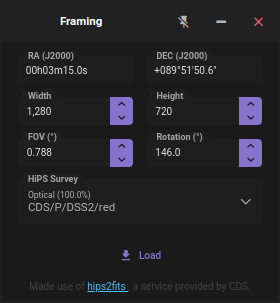 Framing
RA (J2000)
00h03m15.0s
DEC (J2000)
+089°51'50.6"
Width
1,280
Height
720
FOV (°)
0.788
Rotation (°)
146.0
HiPS Survey
Optical (100.0%)
CDS/P/DSS2/red
Load
Made use of hips2fits , a service provided by CDS.